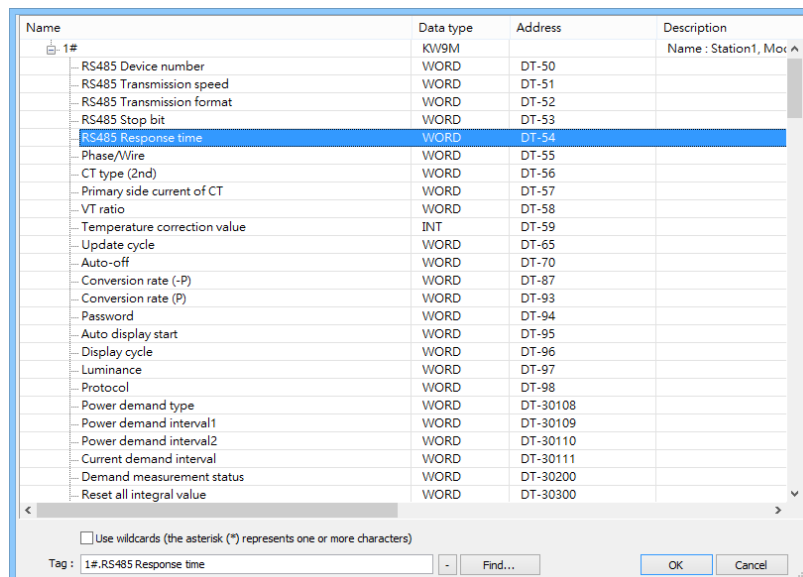 Name Data type Address Description
1# KW9M Name : Station1, Moc
RS485 Device number WORD DT-50
RS485 Transmission speed WORD DT-51
RS485 Transmission format WORD DT-52
RS485 Stop bit WORD DT-53
RS485 Response time WORD DT-54
Phase/Wire WORD DT-55
CT type (2nd) WORD DT-56
Primary side current of CT WORD DT-57
VT ratio WORD DT-58
Temperature correction value INT DT-59
Update cycle WORD DT-65
Auto-off WORD DT-70
Conversion rate (-P) WORD DT-87
Conversion rate (P) WORD DT-93
Password WORD DT-94
Auto display start WORD DT-95
Display cycle WORD DT-96
Luminance WORD DT-97
Protocol WORD DT-98
Power demand type WORD DT-30108
Power demand interval1 WORD DT-30109
Power demand interval2 WORD DT-30110
Current demand interval WORD DT-30111
Demand measurement status WORD DT-30200
Reset all integral value WORD DT-30300
Use wildcards (the asterisk (*) represents one or more characters)
Tag : 1#.RS485 Response time - Find... OK Cancel